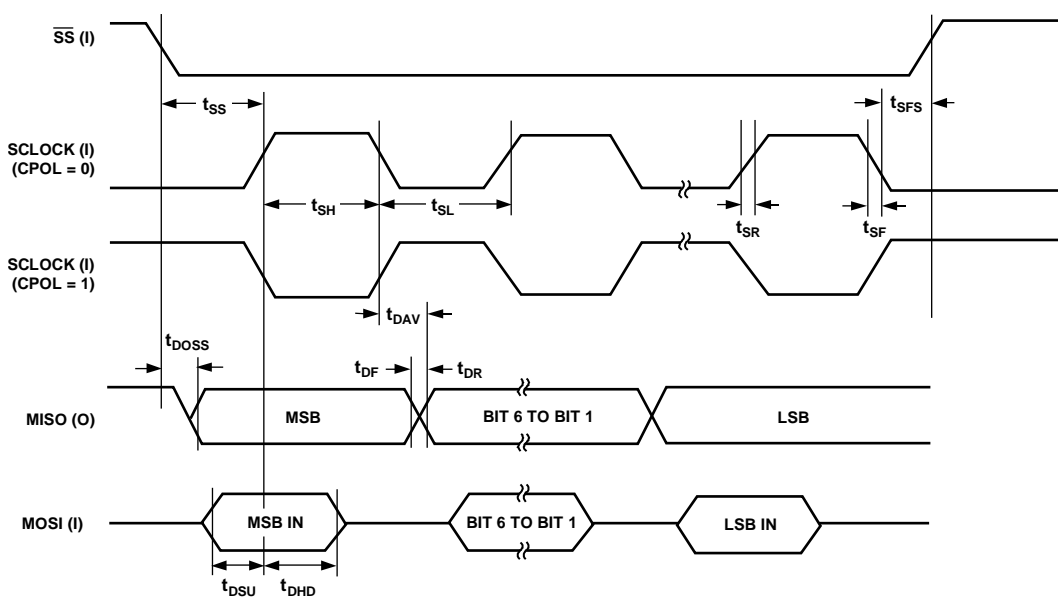 SS (I)
tSS
tSFS
SCLOCK (I)
(CPOL = 0)
tSH
tSL
tSR
tSF
SCLOCK (I)
(CPOL = 1)
tDAV
tDOSS
tDF
tDR
MISO (O)
MSB
BIT 6 TO BIT 1
LSB
MOSI (I)
MSB IN
BIT 6 TO BIT 1
LSB IN
tDSU
tDHD